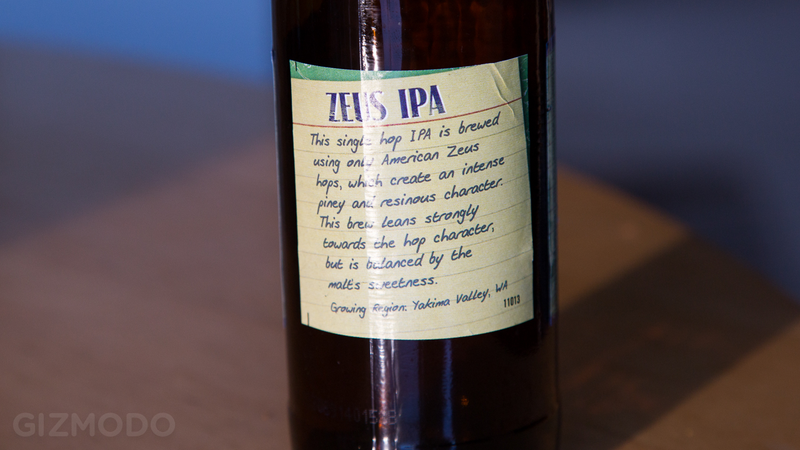 ZEUS IPA
This single hop IPA is brewed
using only American Zeus
hops, which create an intense
piney and resinous character.
This brew leans strongly
towards the hop character,
but is balanced by the
malt's sweetness.
Growing Region: Yakima Valley, WA
11013
GIZMODO